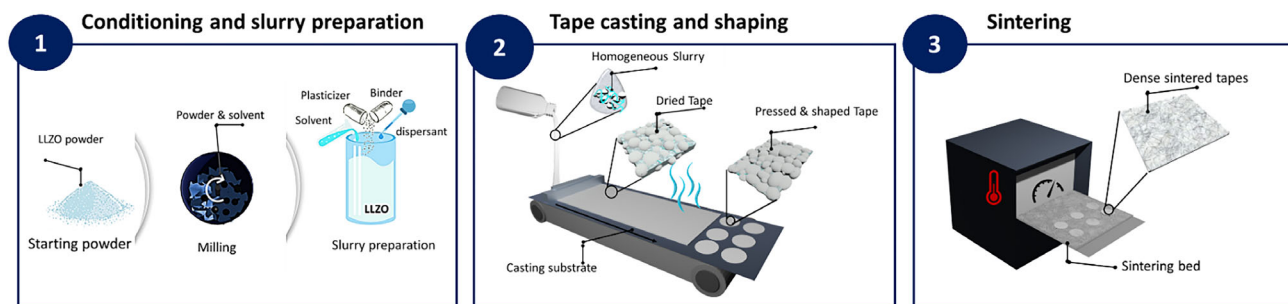 1
Conditioning and slurry preparation
LLZO powder
Starting powder
Powder & solvent
Milling
Plasticizer
Binder
Solvent
dispersant
LLZO
Slurry preparation
2
Tape casting and shaping
Homogeneous Slurry
Dried Tape
Pressed & shaped Tape
Casting substrate
3
Sintering
Dense sintered tapes
Sintering bed